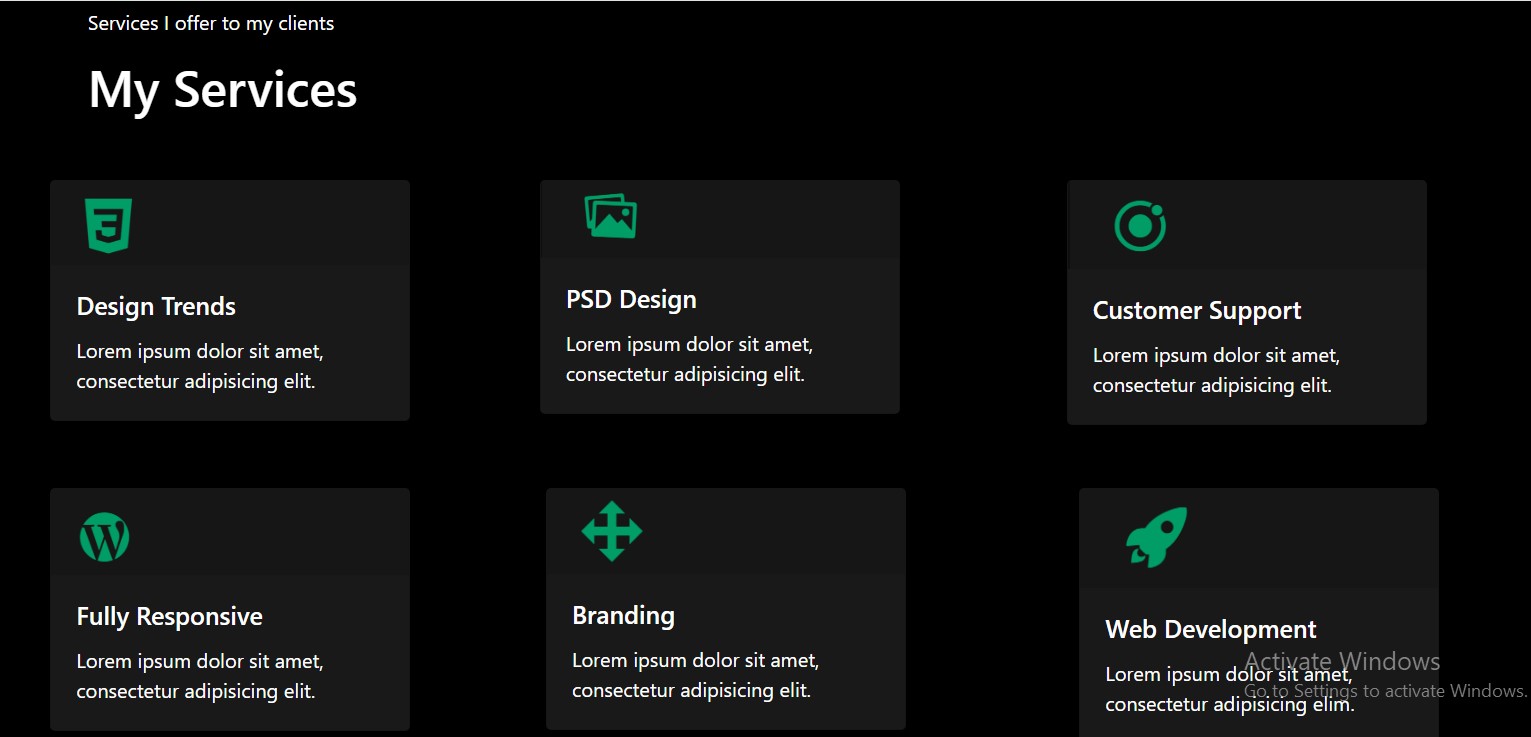 Services I offer to my clients
My Services
Design Trends
Lorem ipsum dolor sit amet,
consectetur adipisicing elit.
PSD Design
Lorem ipsum dolor sit amet,
consectetur adipisicing elit.
Customer Support
Lorem ipsum dolor sit amet,
consectetur adipisicing elit.
Fully Responsive
Lorem ipsum dolor sit amet,
consectetur adipisicing elit.
Branding
Lorem ipsum dolor sit amet,
consectetur adipisicing elit.
Web Development
Lorem ipsum dolor sit amet,
consectetur adipisicing elim.
Activate Windows
Go to Settings to activate Windows.